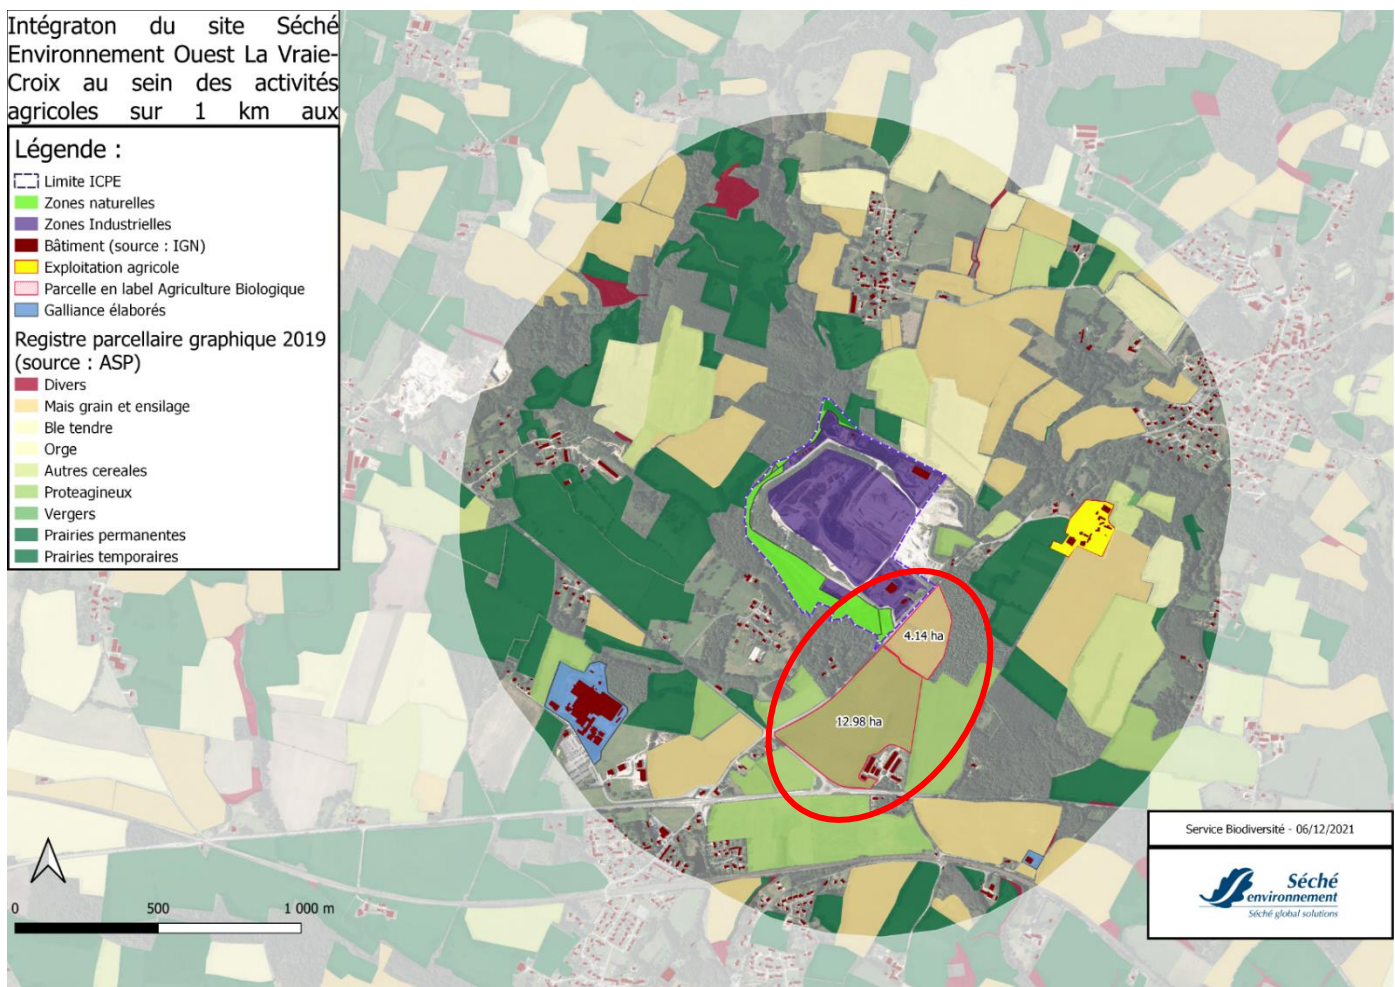 Intégraton du site Séché
Environnement Ouest La Vraie-
Croix au sein des activités
agricoles sur 1 km aux
Légende :
Limite ICPE
Zones naturelles
Zones Industrielles
Bâtiment (source : IGN)
Exploitation agricole
Parcelle en label Agriculture Biologique
Galliance élaborés
Registre parcellaire graphique 2019
(source : ASP)
Divers
Mais grain et ensilage
Ble tendre
Orge
Autres cereales
Proteagineux
Vergers
Prairies permanentes
Prairies temporaires
4.14 ha
12.98 ha
0 500 1 000 m
Service Biodiversité - 06/12/2021
Séché
environnement
Séché global solutions